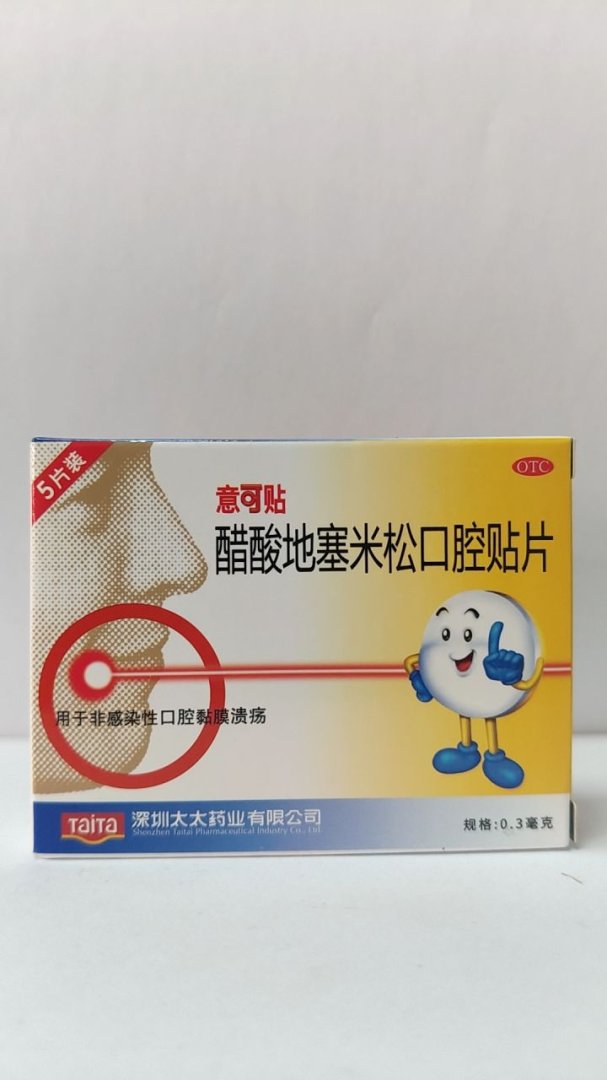 5片装
OTC
意可贴
醋酸地塞米松口腔贴片
用于非感染性口腔黏膜溃疡
Taita
深圳太太药业有限公司
Shenzhen Taitai Pharmaceutical Industry Co., Ltd.
规格:0.3毫克